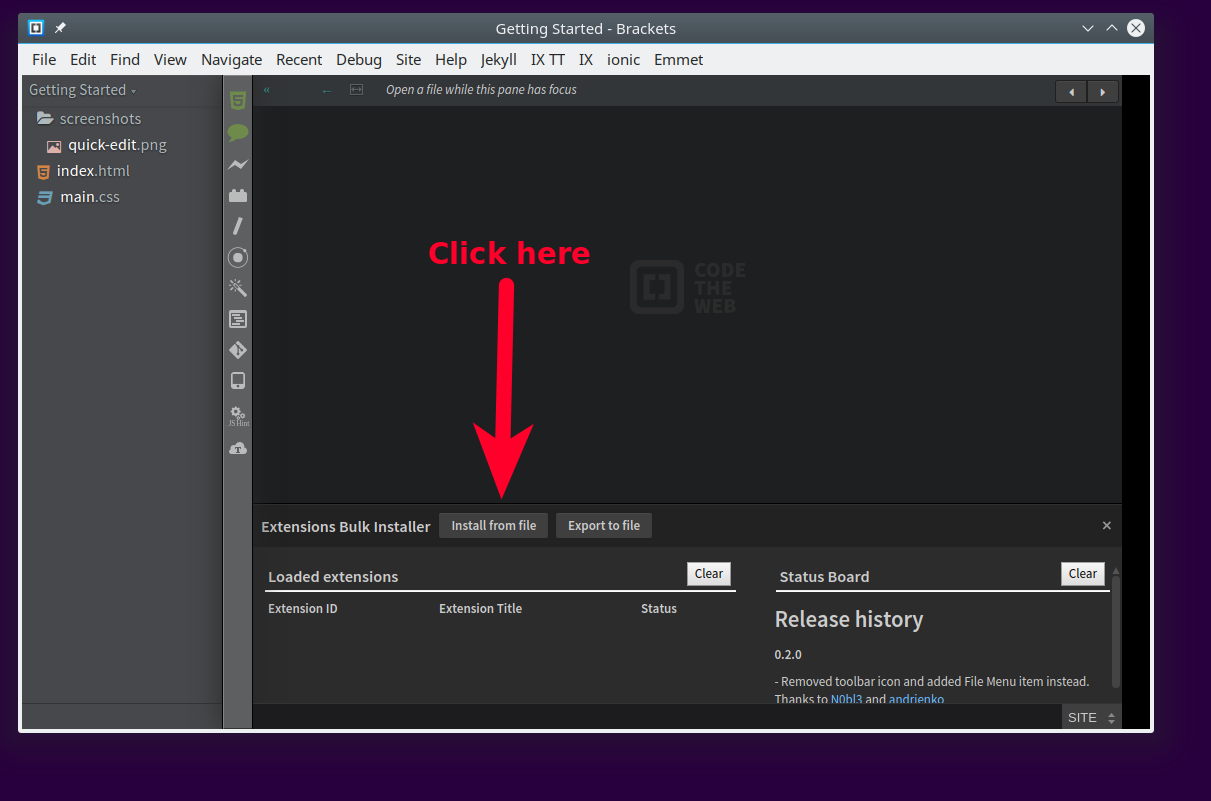 Getting Started - Brackets
File Edit Find View Navigate Recent Debug Site Help Jekyll IX TT IX ionic Emmet
Getting Started
Open a file while this pane has focus
screenshots
quick-edit.png
index.html
main.css
Click here
CODE
THE
WEB
JS Hint
T
Extensions Bulk Installer Install from file Export to file
Loaded extensions Clear
Extension ID Extension Title Status
Status Board Clear
Release history
0.2.0
- Removed toolbar icon and added File Menu item instead.
Thanks to N0bl3 and andrienko
SITE